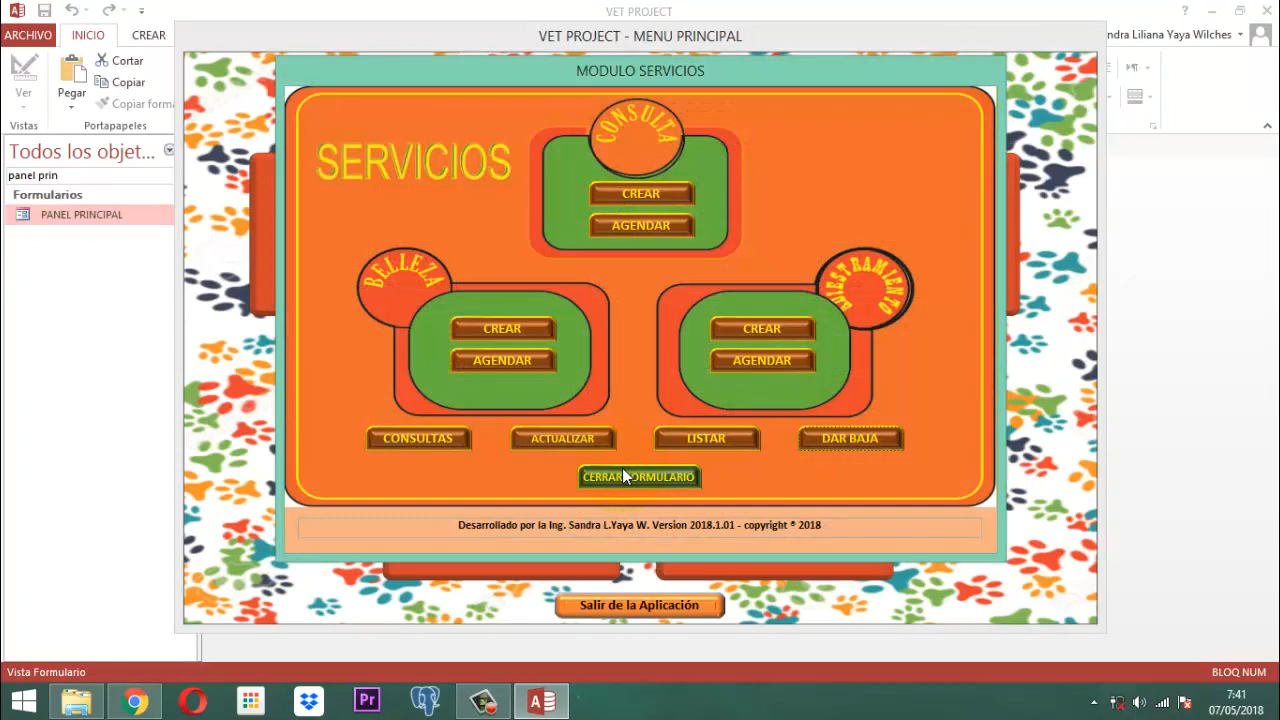 VET PROJECT
ARCHIVO INICIO CREAR
ndra Liliana Yaya Wilches
VET PROJECT - MENU PRINCIPAL
Ver
Pegar
Cortar
Copiar
Copiar forma
Vistas
Portapapeles
Todos los objet...
panel prin
Formularios
PANEL PRINCIPAL
MODULO SERVICIOS
SERVICIOS
CONSULTA
CREAR
AGENDAR
BELLEZA
CREAR
AGENDAR
CREAR
AGENDAR
CONSULTAS ACTUALIZAR LISTAR DAR BAJA
CERRAR FORMULARIO
Desarrollado por la Ing. Sandra L.Yaya W. Version 2018.1.01 - copyright ® 2018
Salir de la Aplicación
Vista Formulario
BLOQ NUM
Pr
7:41
07/05/2018